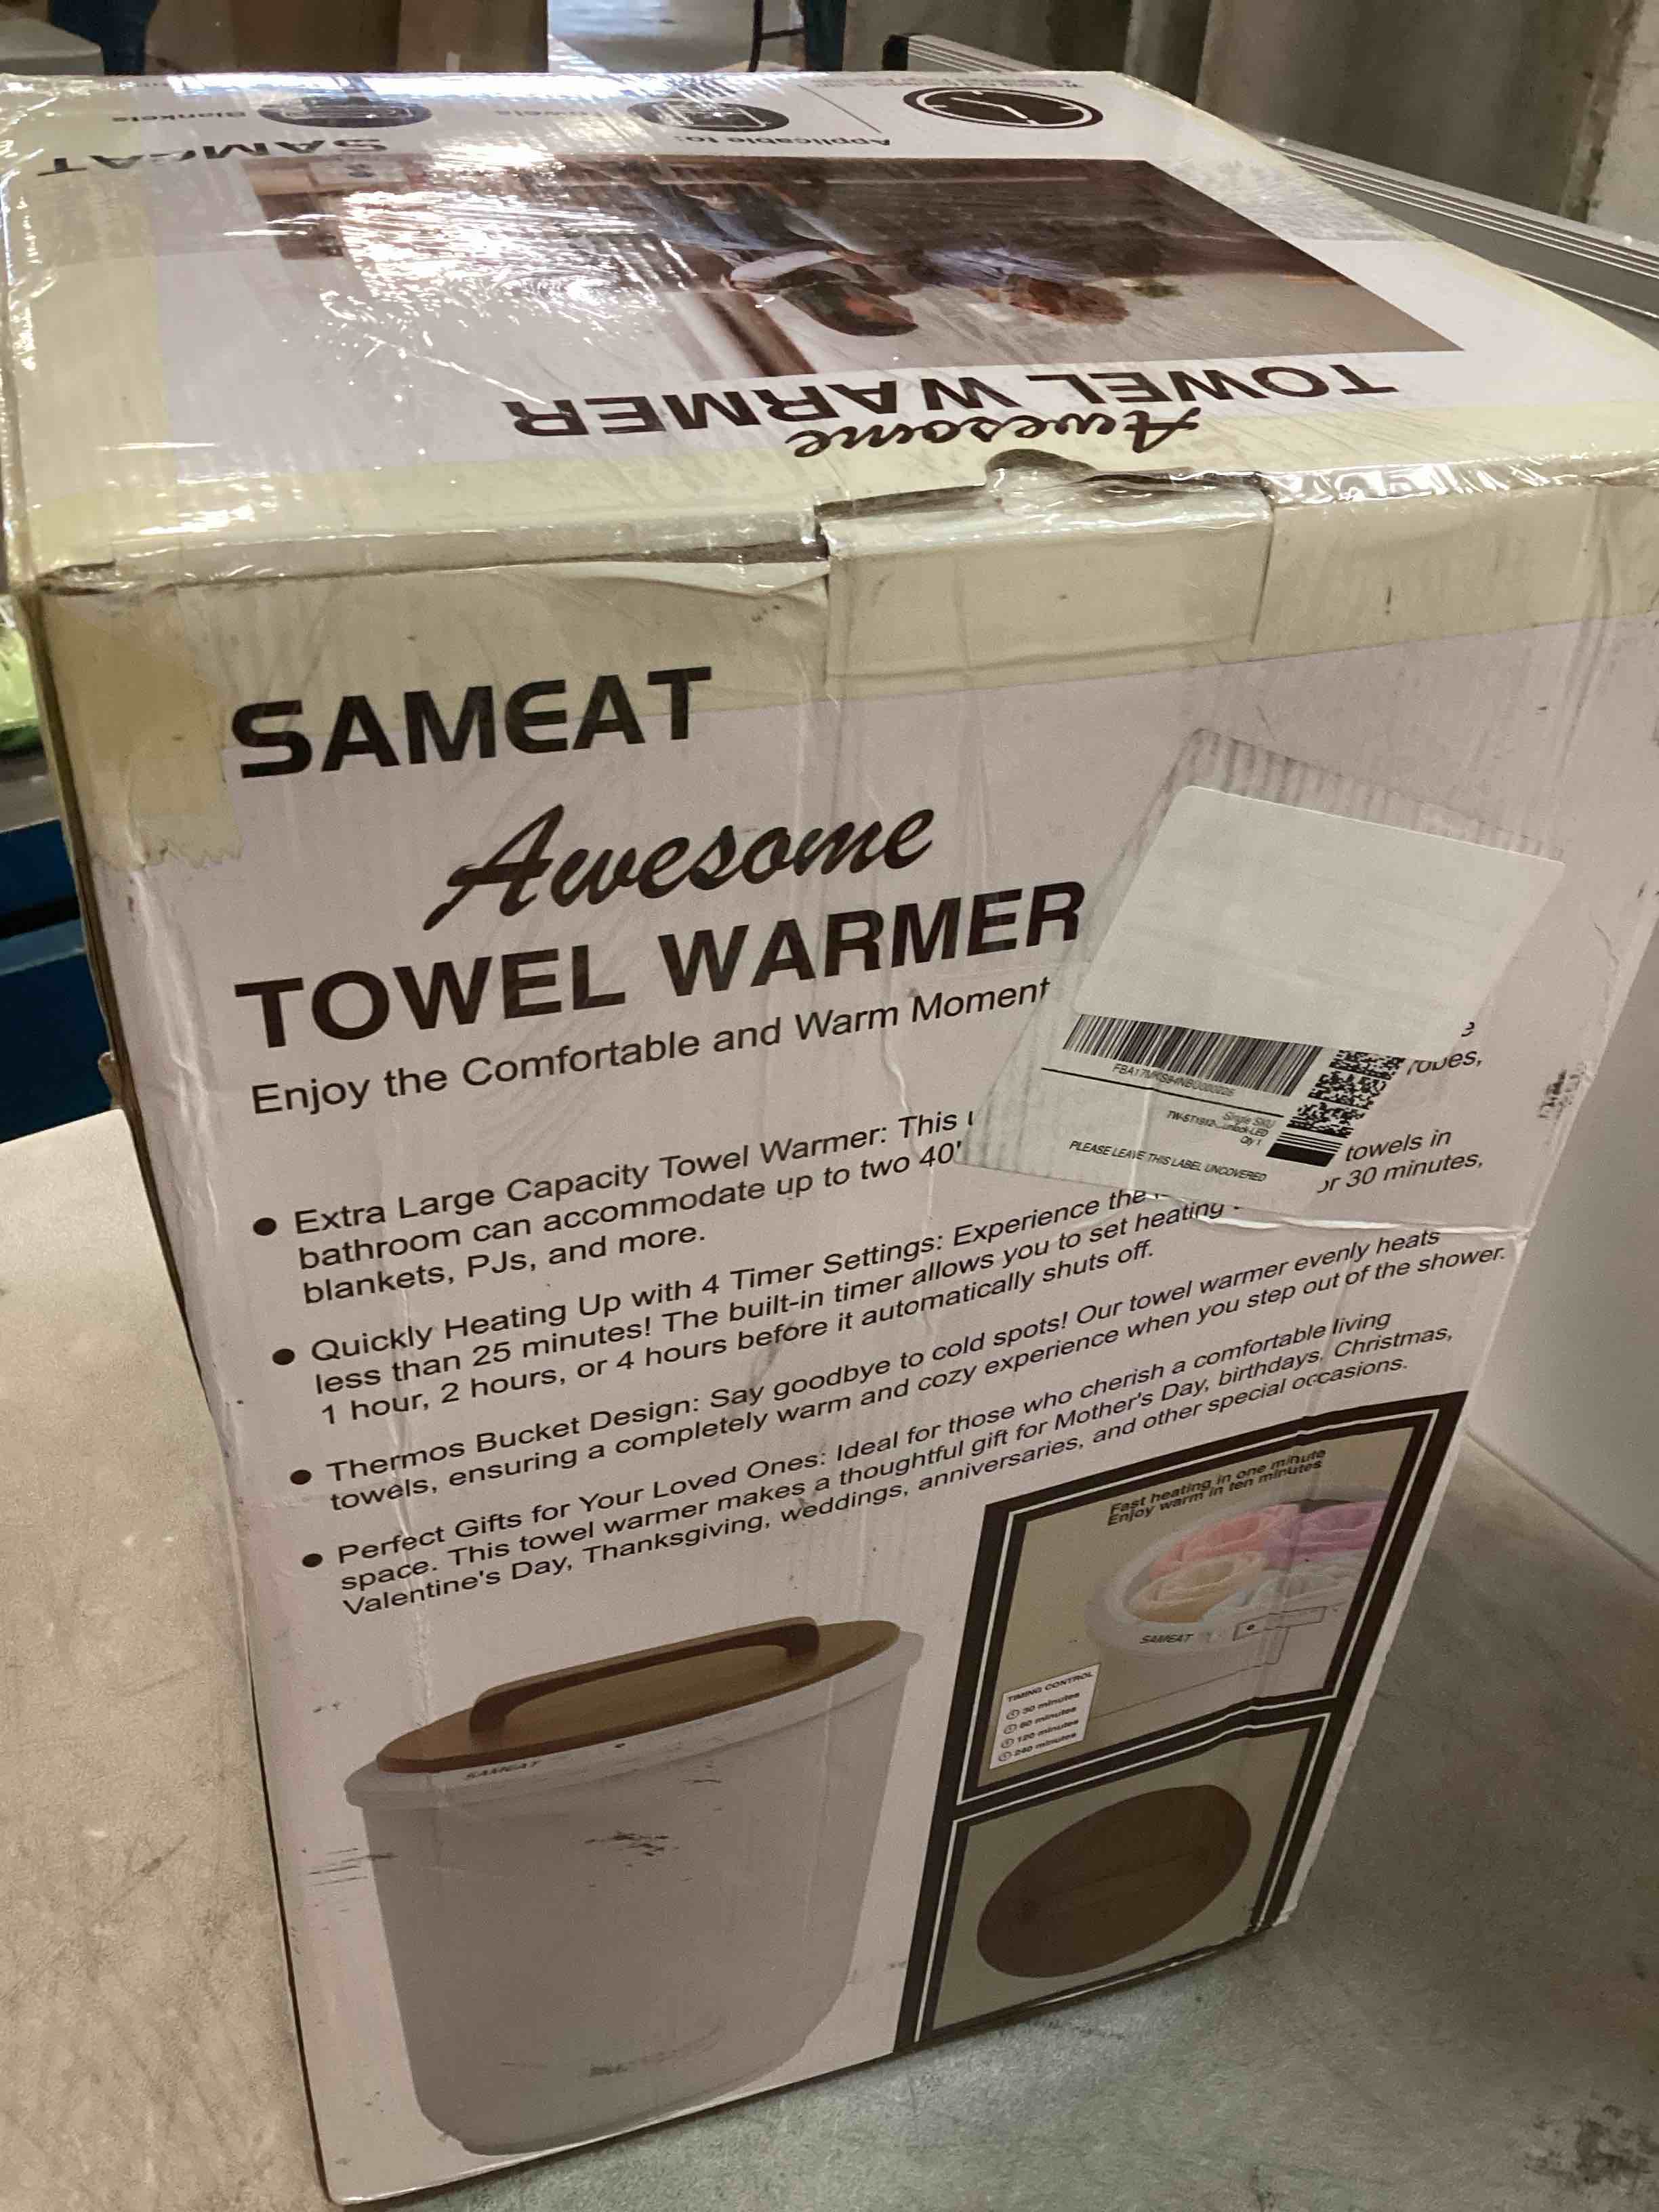 SAMEAT
Blankets
Towels
Applicable to:
TOWEL WARMER
Awesome
SAMEAT
Awesome
TOWEL WARMER
Enjoy the Comfortable and Warm Moment
● Extra Large Capacity Towel Warmer: This
bathroom can accommodate up to two 40"
robes,
blankets, PJs, and more.
● Quickly Heating Up with 4 Timer Settings: Experience the towels in
less than 25 minutes! The built-in timer allows you to set heating or 30 minutes,
1 hour, 2 hours, or 4 hours before it automatically shuts off.
● Thermos Bucket Design: Say goodbye to cold spots! Our towel warmer evenly heats
towels, ensuring a completely warm and cozy experience when you step out of the shower.
● Perfect Gifts for Your Loved Ones: Ideal for those who cherish a comfortable living
space. This towel warmer makes a thoughtful gift for Mother's Day, birthdays, Christmas,
Valentine's Day, Thanksgiving, weddings, anniversaries, and other special occasions.
Single SKU
Qty 1
PLEASE LEAVE THIS LABEL UNCOVERED
Fast heating in one minute
Enjoy warm in ten minutes
SAMEAT
TIMING CONTROL
30 minutes
60 minutes
120 minutes
240 minutes
SAMEAT